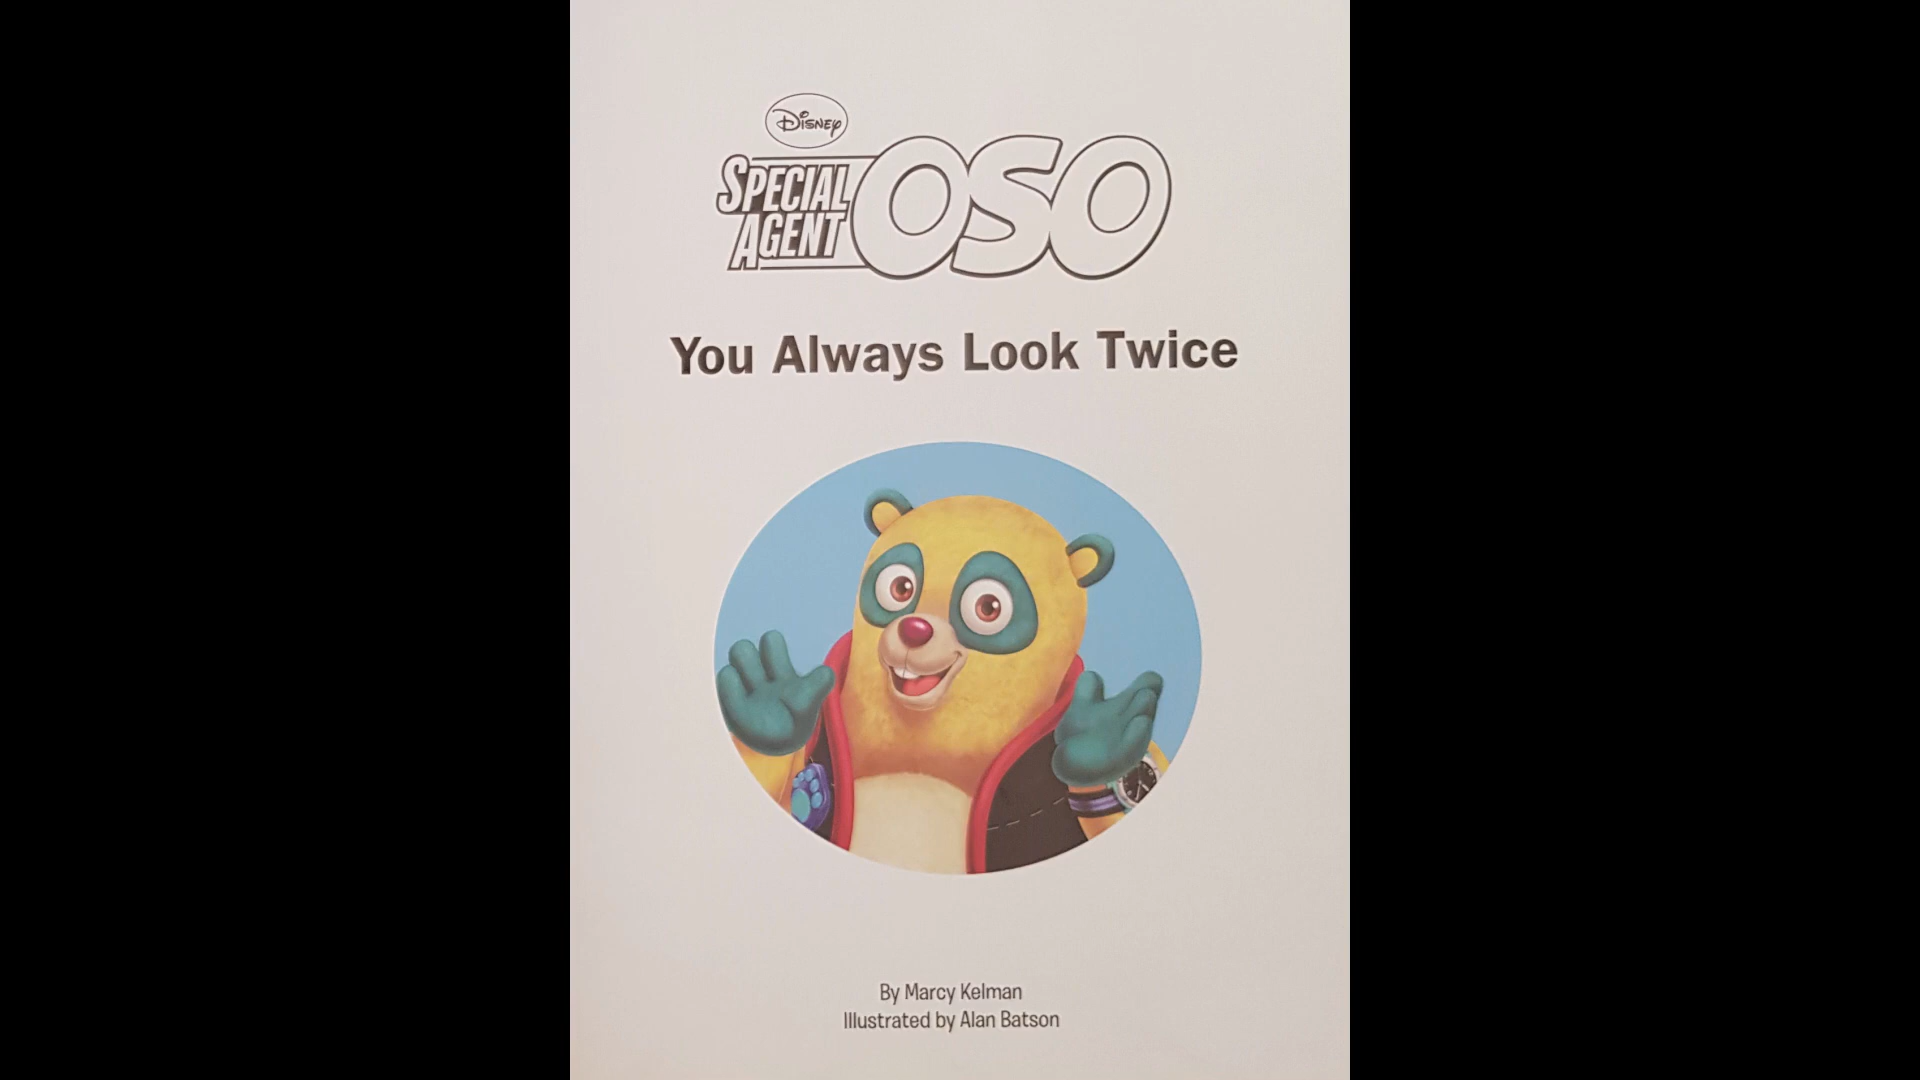 Disney
SPECIAL
AGENT
OSO
You Always Look Twice
By Marcy Kelman
Illustrated by Alan Batson